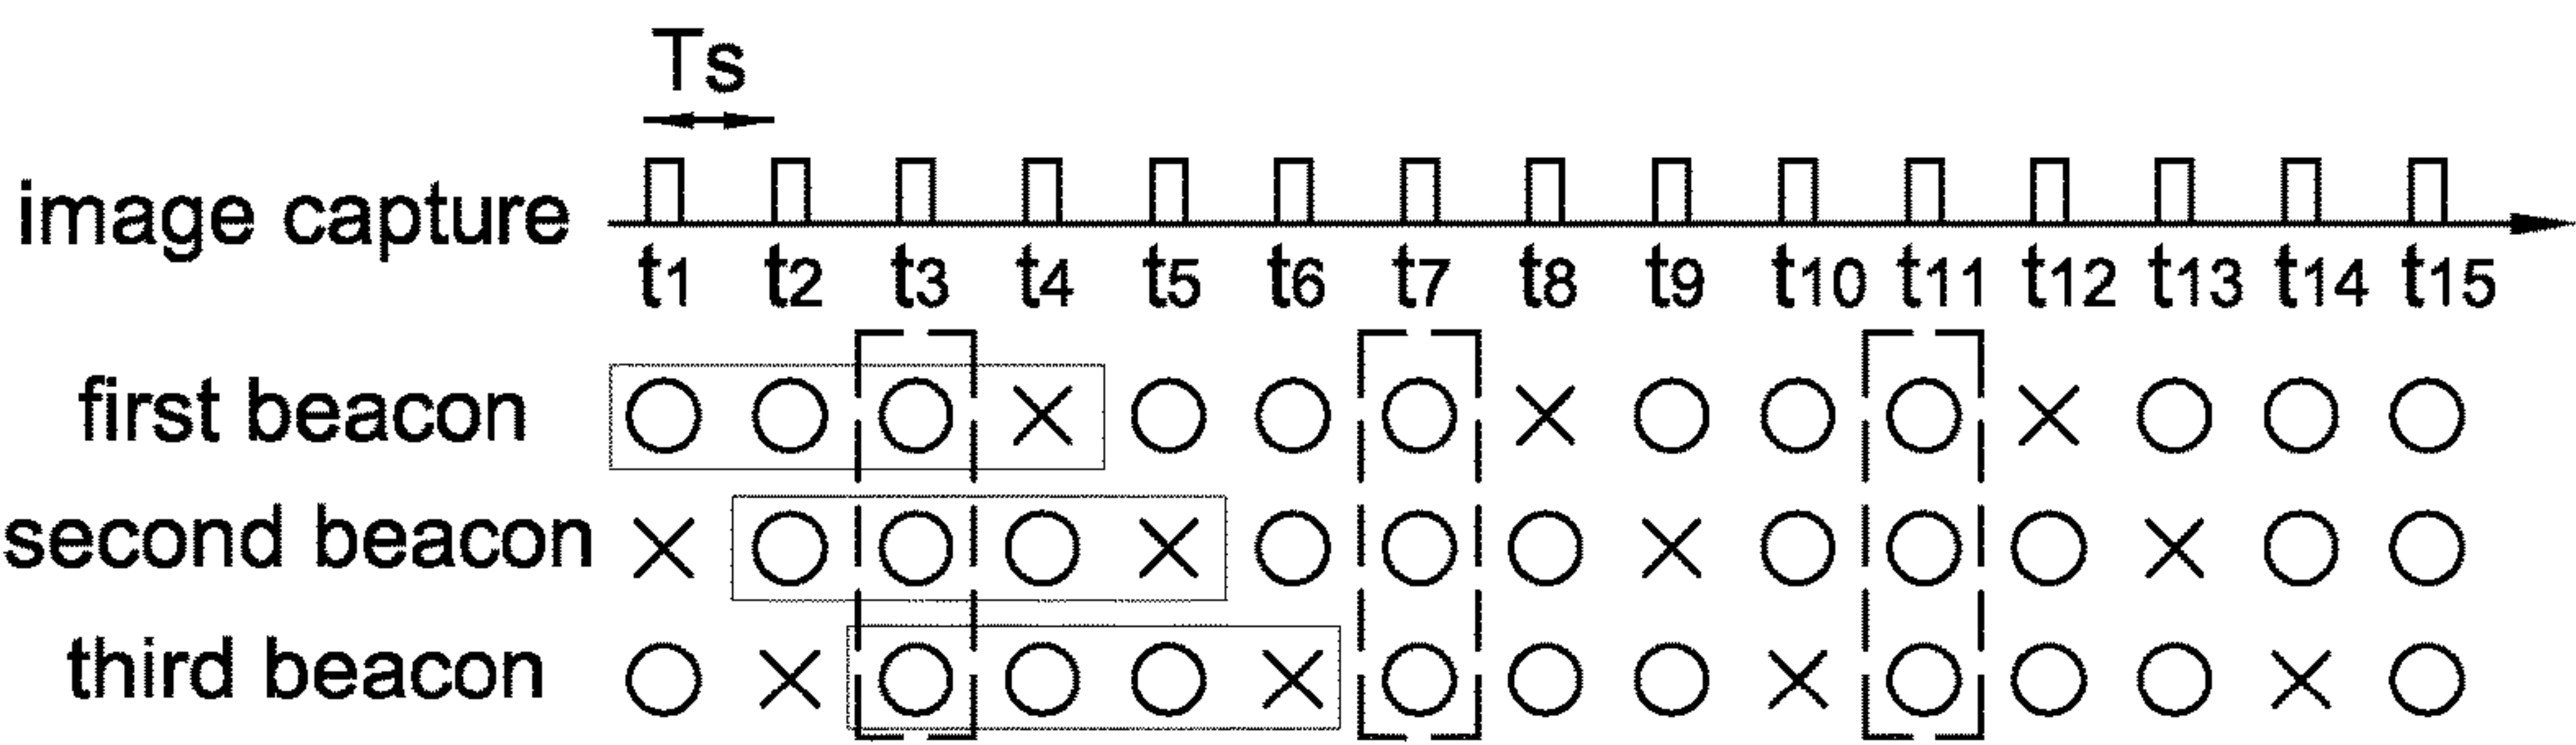 Ts
image capture
t1 t2 t3 t4 t5 t6 t7 t8 t9 t10 t11 t12 t13 t14 t15
first beacon
second beacon
third beacon